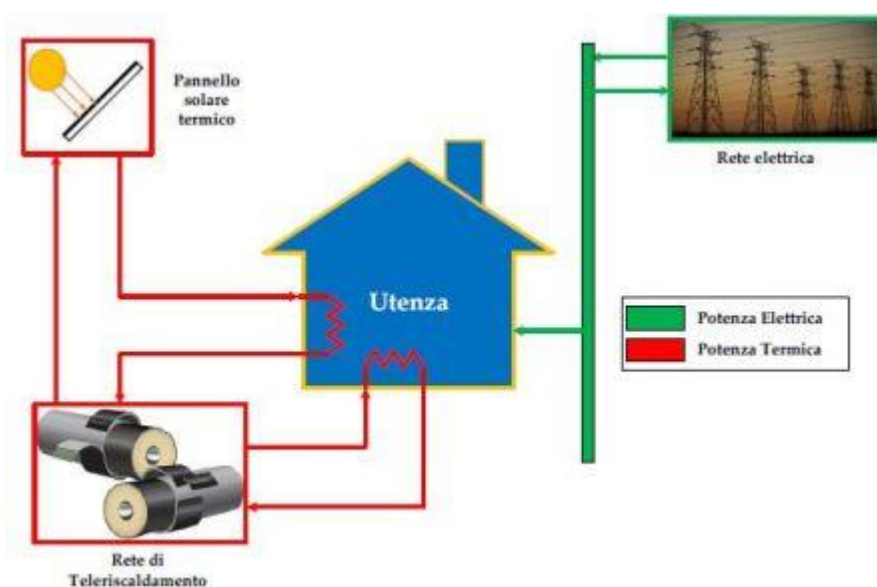 Pannello
solare
termico
Rete elettrica
Utenza
Potenza Elettrica
Potenza Termica
Rete di
Teleriscaldamento